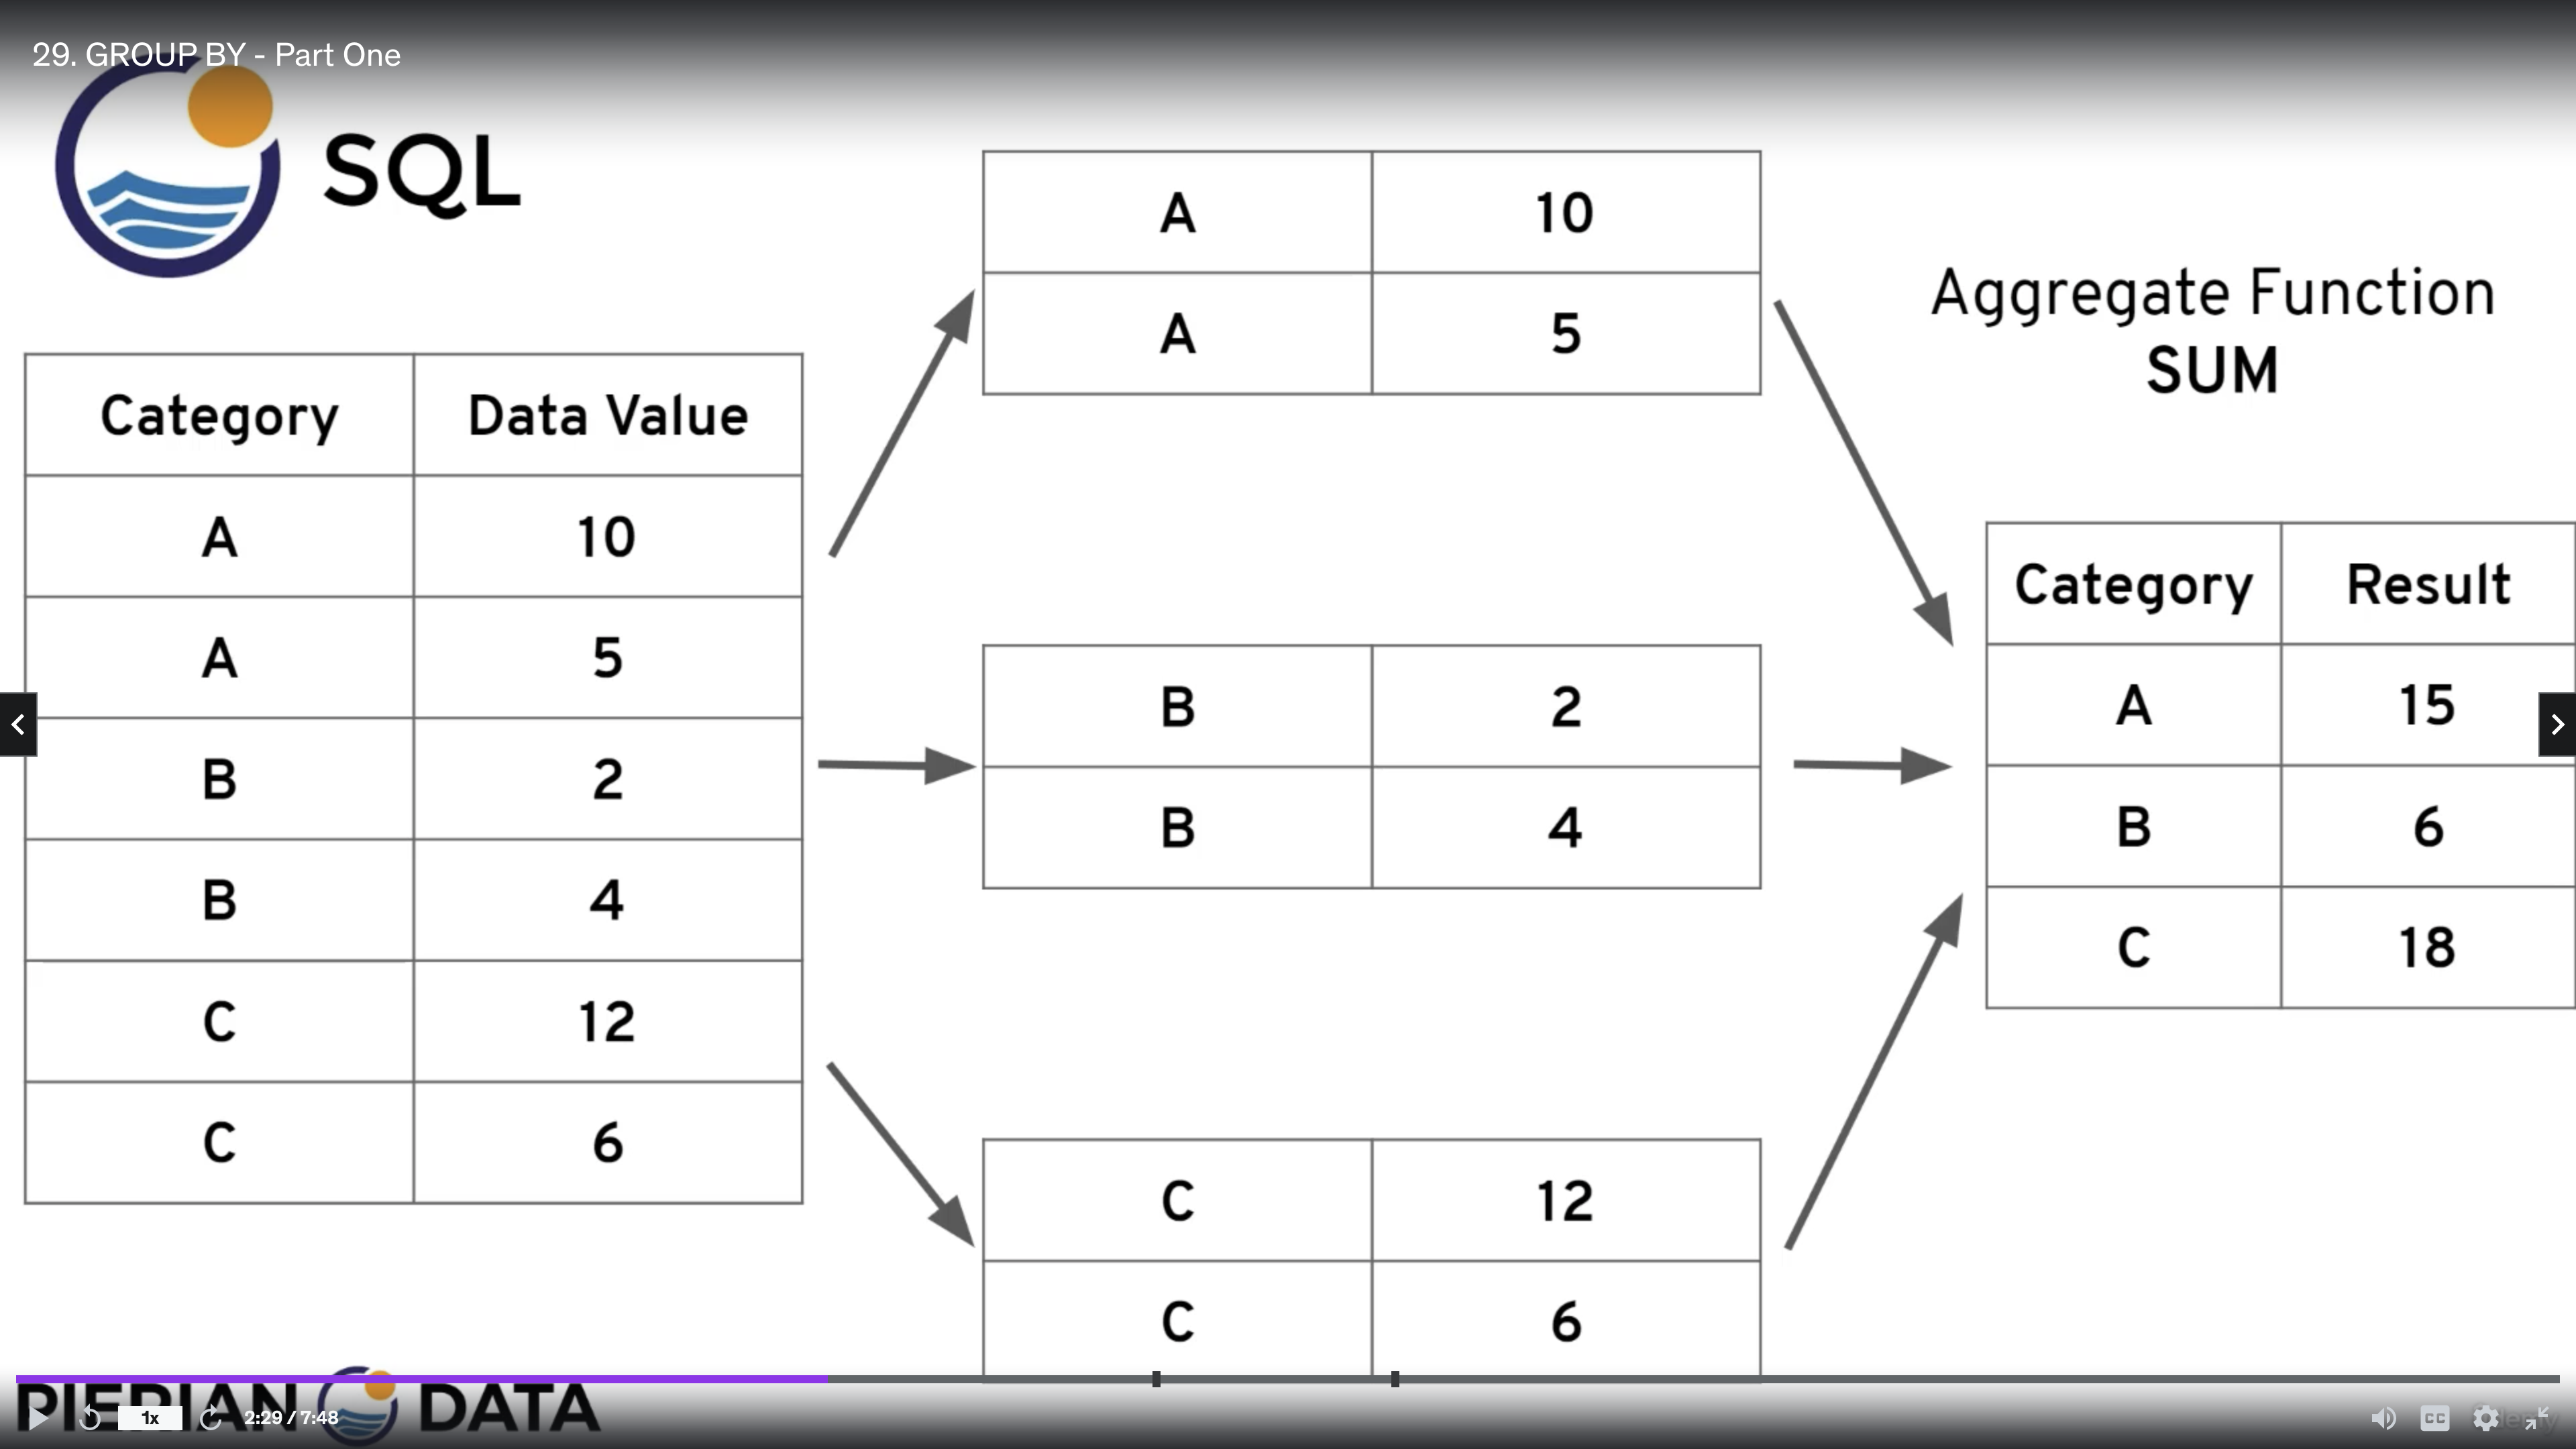 29. GROUP BY - Part One
SQL
Category Data Value
A 10
A 5
B 2
B 4
C 12
C 6
A 10
A 5
B 2
B 4
C 12
C 6
Aggregate Function
SUM
Category Result
A 15
B 6
C 18
PIERIAN DATA
1x 2:29 / 7:48 CC